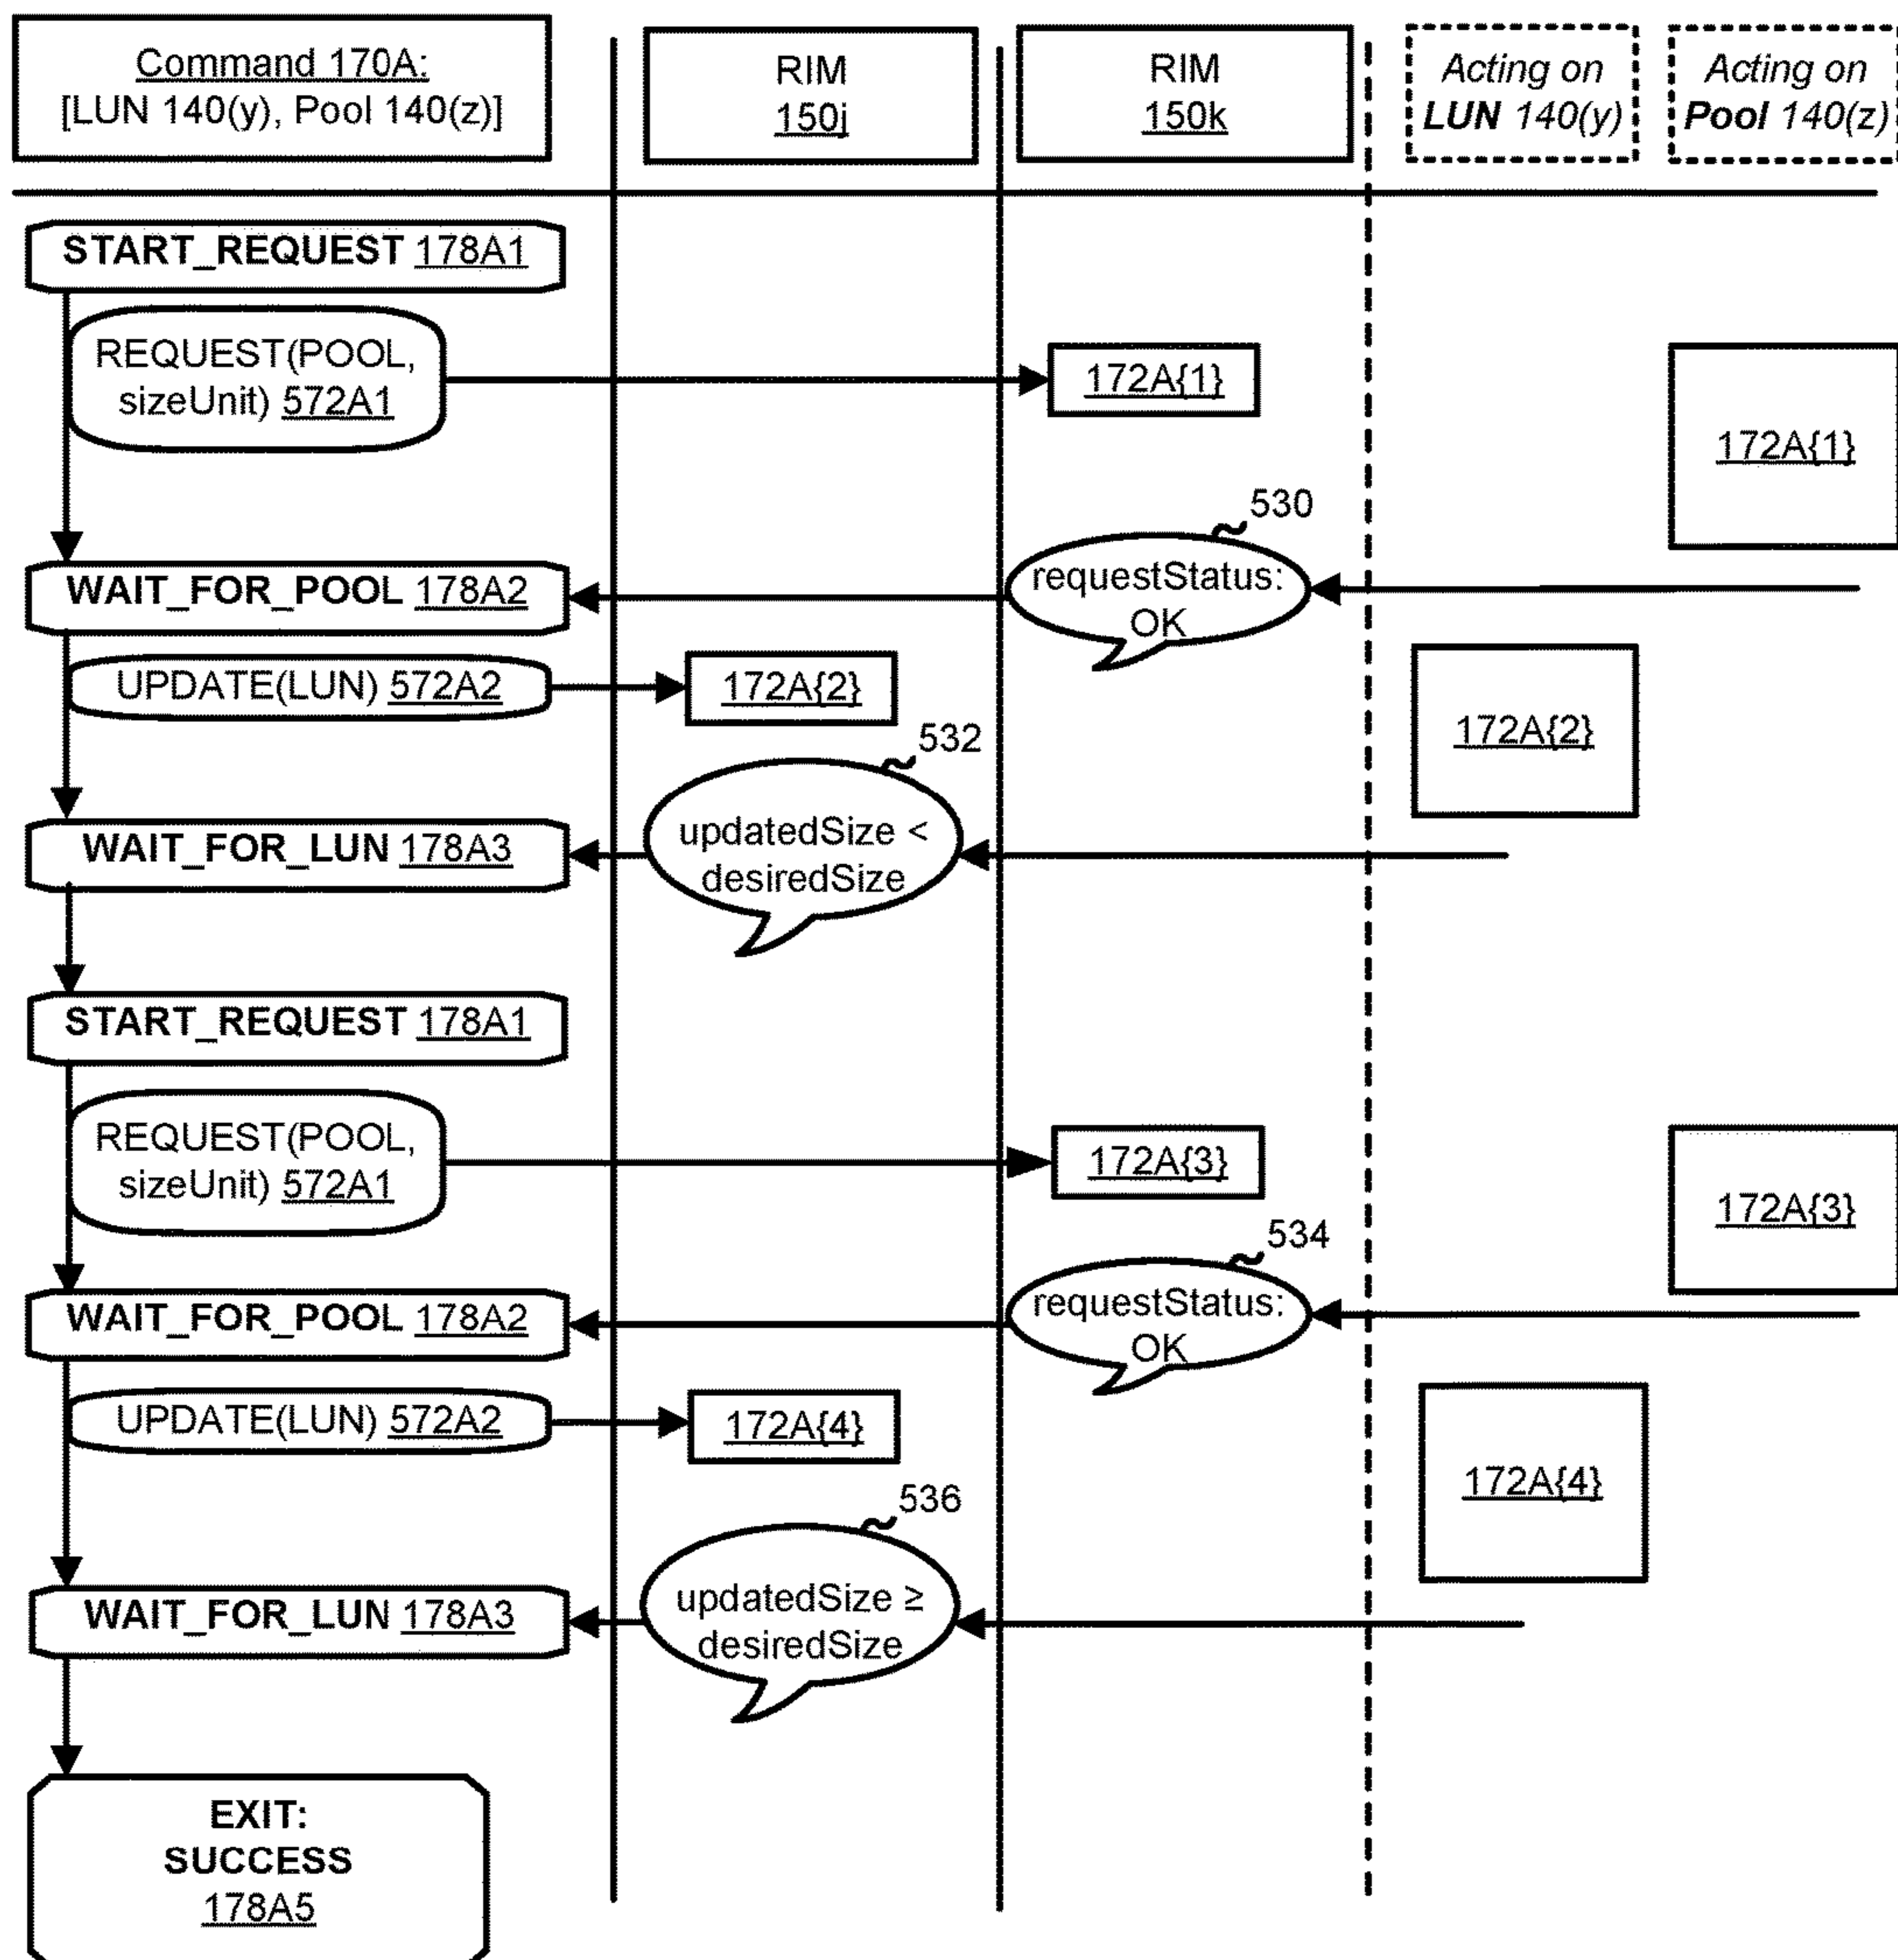 Command 170A:
[LUN 140(y), Pool 140(z)]
RIM
150j
RIM
150k
Acting on
LUN 140(y)
Acting on
Pool 140(z)
START_REQUEST 178A1
REQUEST(POOL,
sizeUnit) 572A1
172A{1}
172A{1}
530
requestStatus:
OK
WAIT_FOR_POOL 178A2
UPDATE(LUN) 572A2
172A{2}
172A{2}
532
updatedSize <
desiredSize
WAIT_FOR_LUN 178A3
START_REQUEST 178A1
REQUEST(POOL,
sizeUnit) 572A1
172A{3}
172A{3}
534
requestStatus:
OK
WAIT_FOR_POOL 178A2
UPDATE(LUN) 572A2
172A{4}
172A{4}
536
updatedSize ≥
desiredSize
WAIT_FOR_LUN 178A3
EXIT:
SUCCESS
178A5